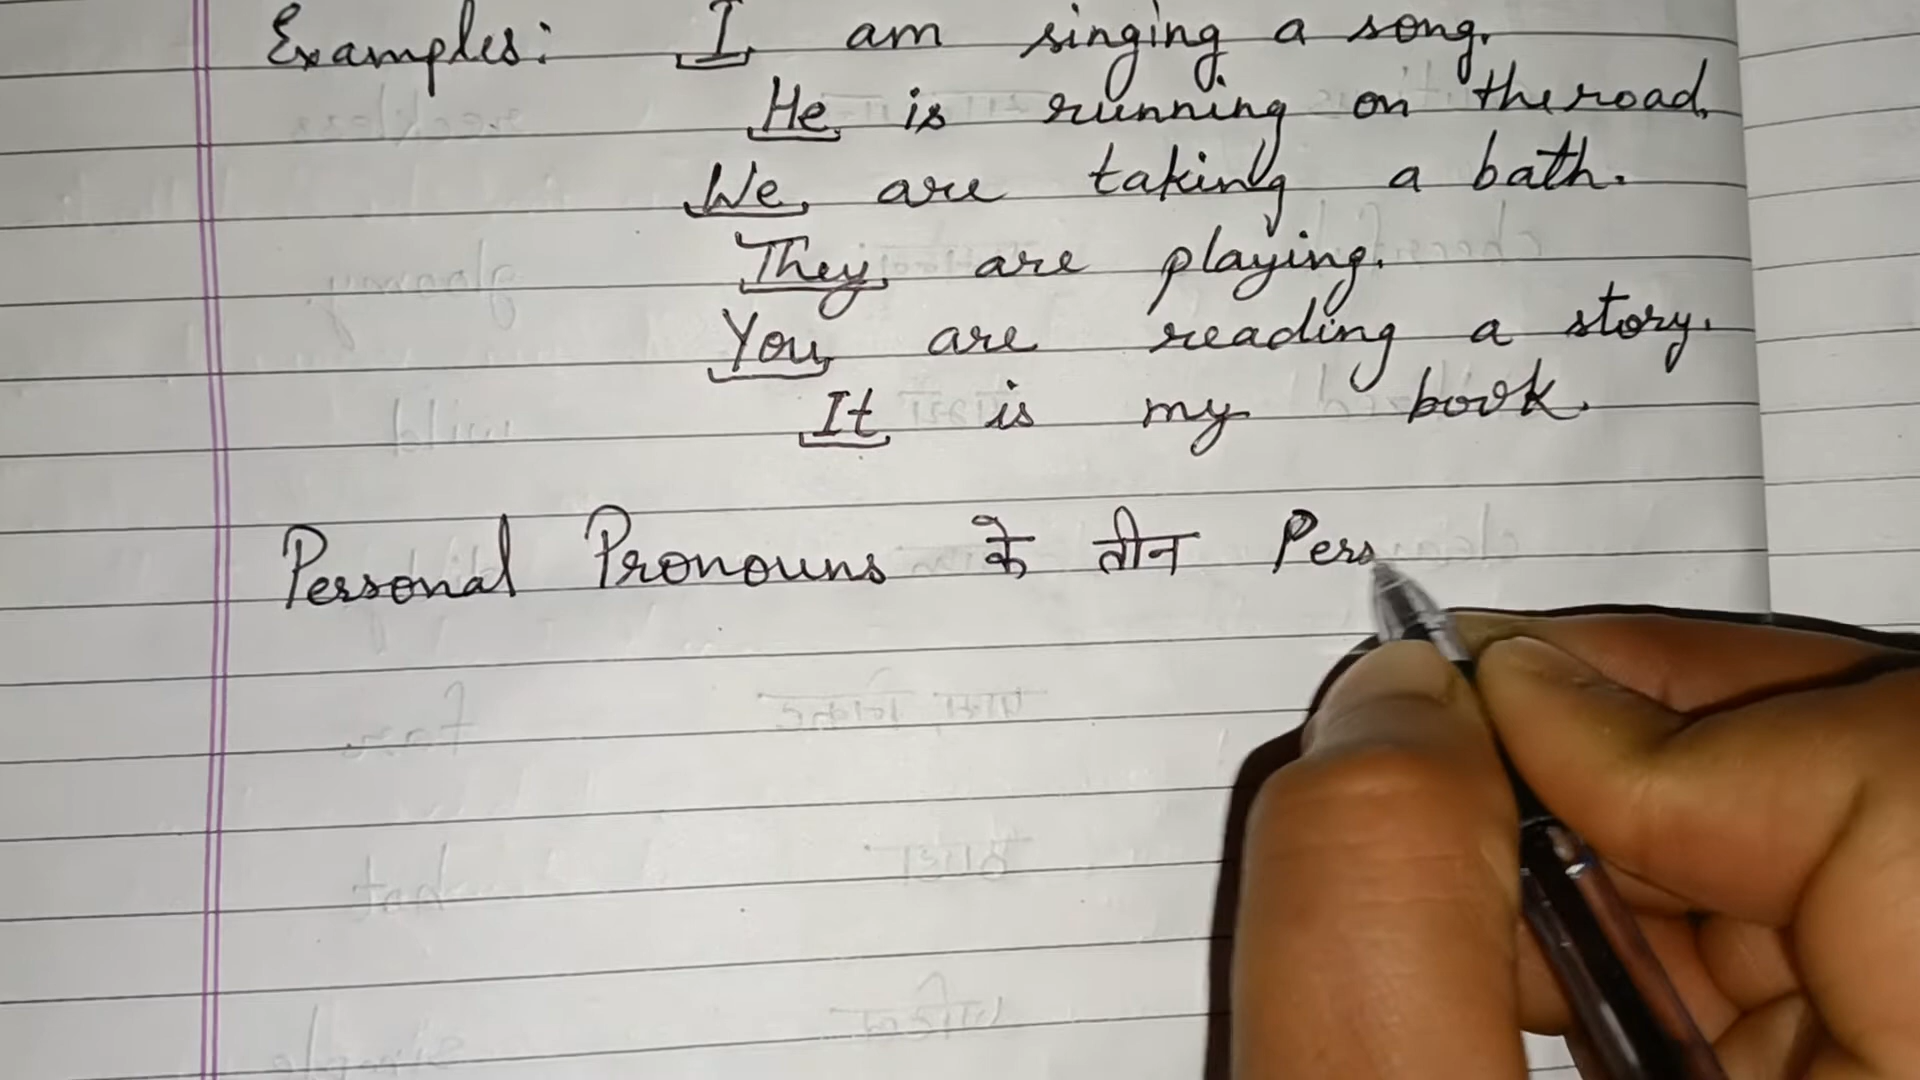 Examples: I am singing a song.
He is running on the road.
We are taking a bath.
They are playing.
You are reading a story.
It is my book.
Personal Pronouns के तीन Pers